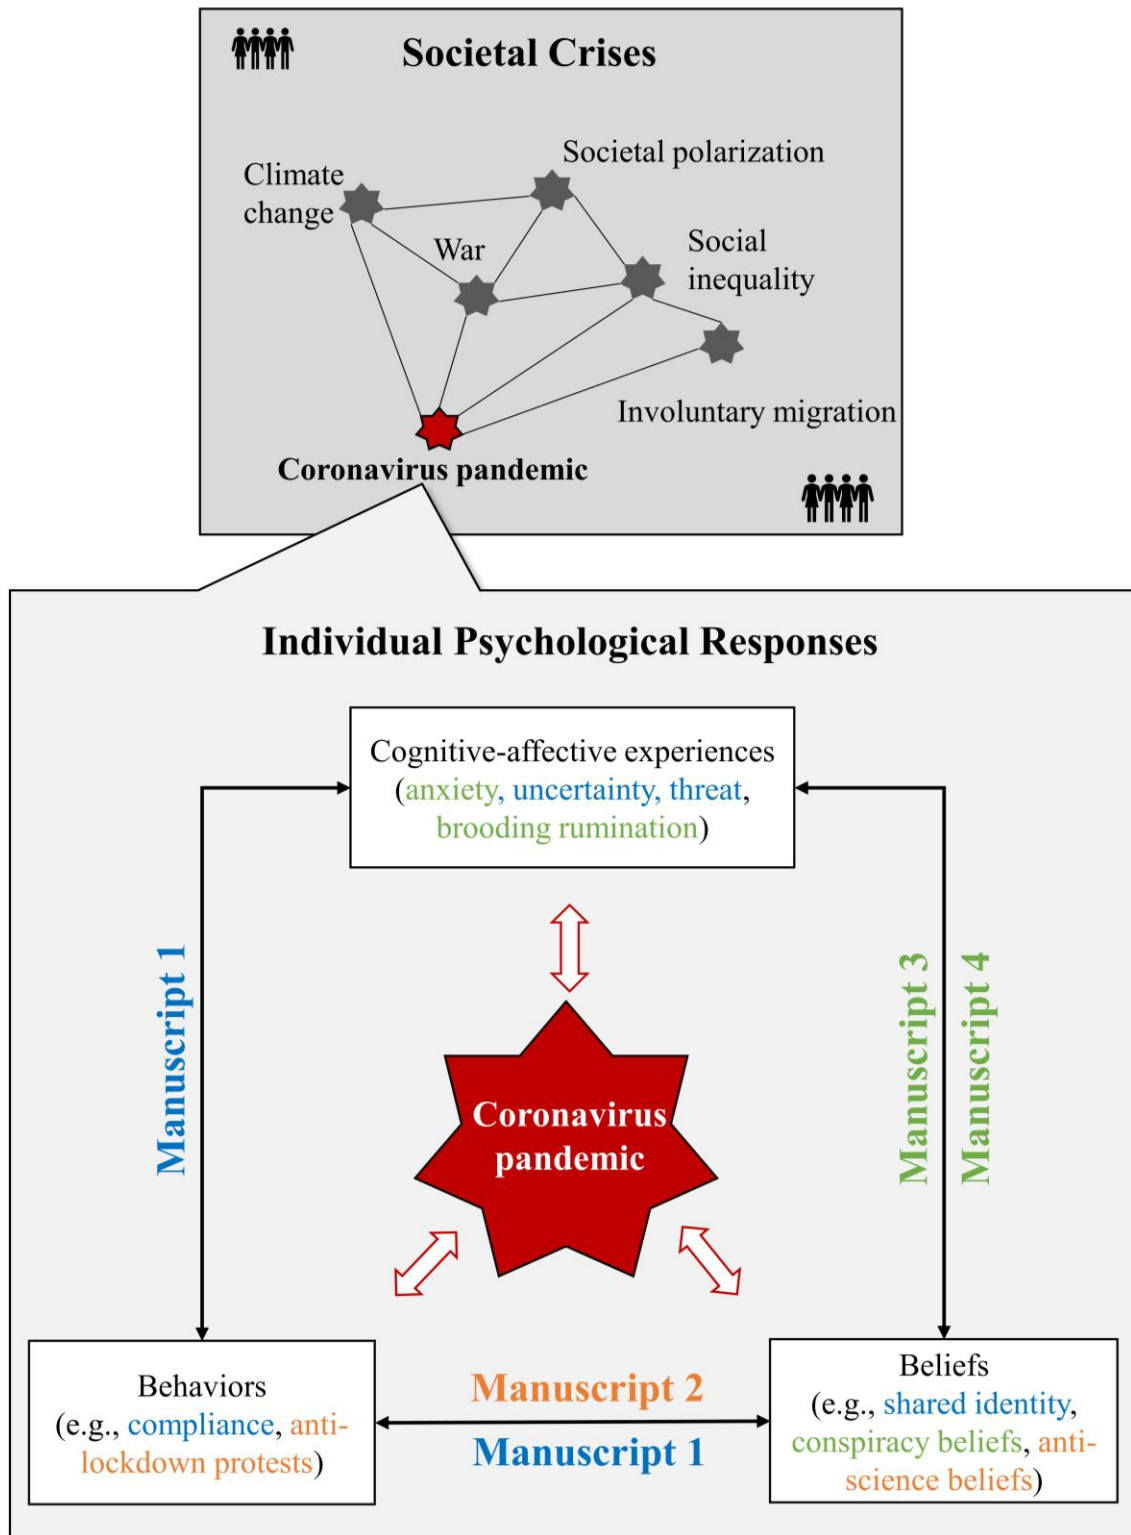 Societal Crises
Societal polarization
Climate
change
War
Social
inequality
Involuntary migration
Coronavirus pandemic
Individual Psychological Responses
Cognitive-affective experiences
(anxiety, uncertainty, threat,
brooding rumination)
Manuscript 1
Manuscript 3
Manuscript 4
Coronavirus
pandemic
Behaviors
(e.g., compliance, anti-
lockdown protests)
Manuscript 2
Manuscript 1
Beliefs
(e.g., shared identity,
conspiracy beliefs, anti-
science beliefs)